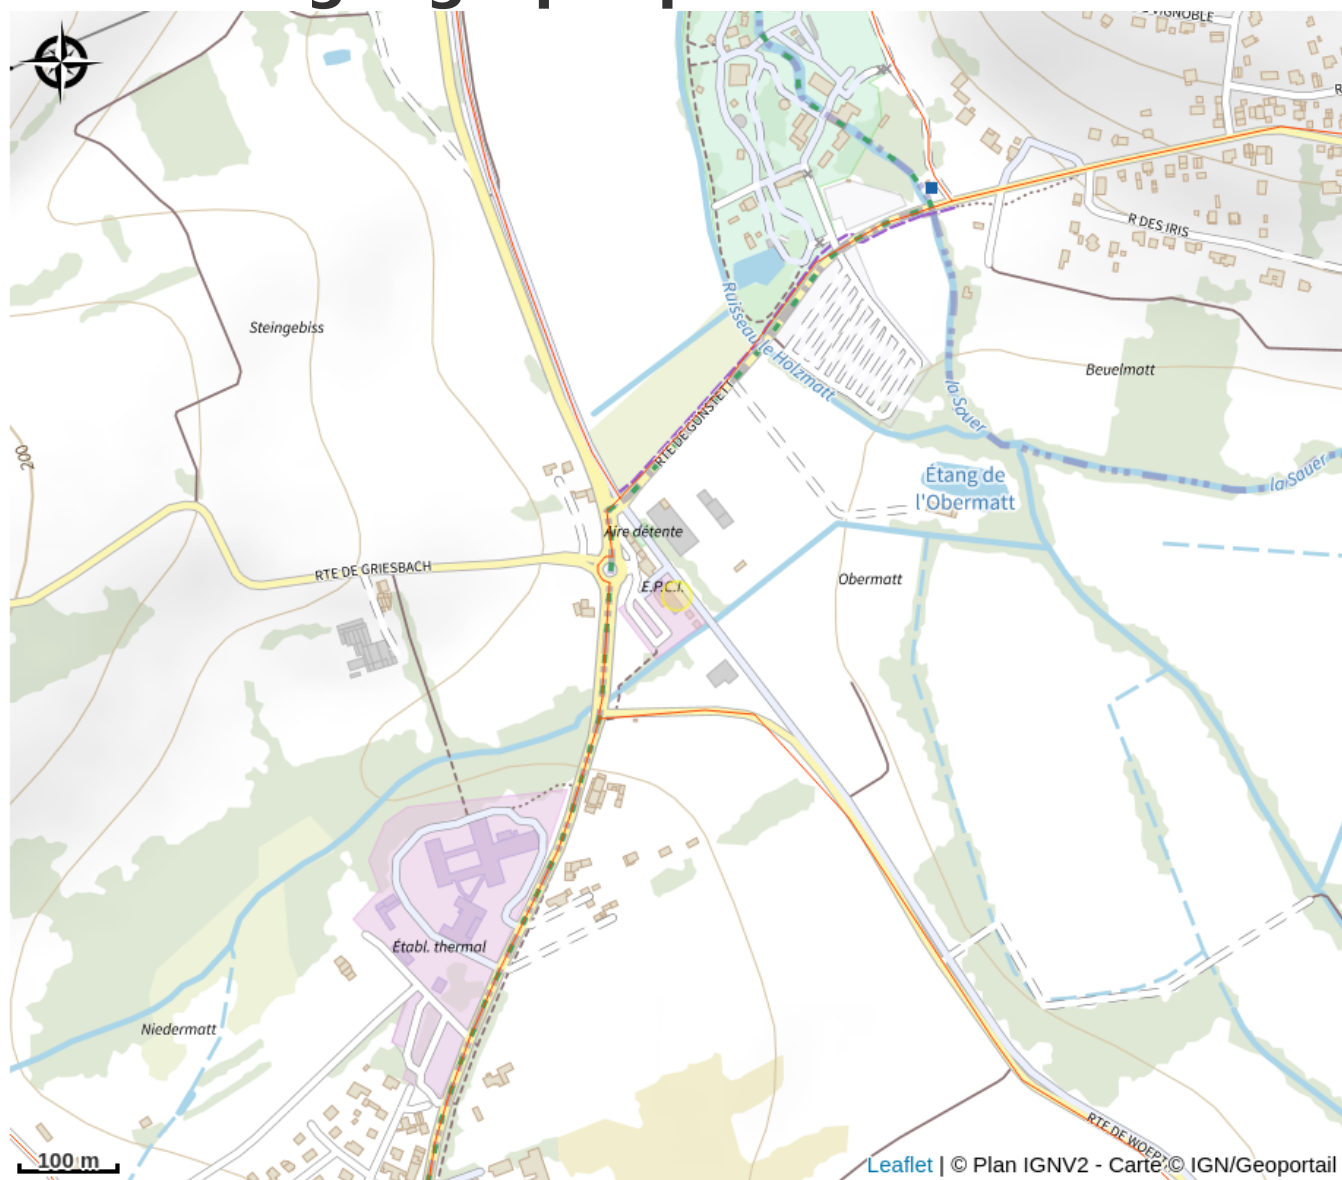 VIGNOBLE
R DES IRIS
Steingebiss
Ruisseau le Holzmatt
Beuelmatt
RTE DE GUNSTETT
la Sauer
200
Étang de
l'Obermatt
la Sauer
Aire détente
RTE DE GRIESBACH
E.P.C.I.
Obermatt
Établ. thermal
Niedermatt
RTE DE WOERT
100 m
Leaflet | © Plan IGNV2 - Carte © IGN/Geoportail